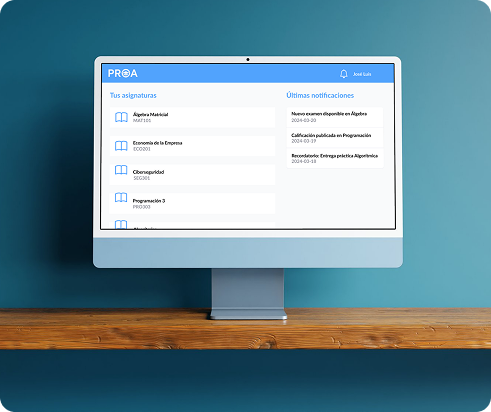 PROA
José Luis
Tus asignaturas
Álgebra Matricial
MAT101
Economía de la Empresa
ECO201
Ciberseguridad
SEG301
Programación 3
PRO303
Últimas notificaciones
Nuevo examen disponible en Álgebra
2024-03-20
Calificación publicada en Programación
2024-03-19
Recordatorio: Entrega práctica Algorítmica
2024-03-18